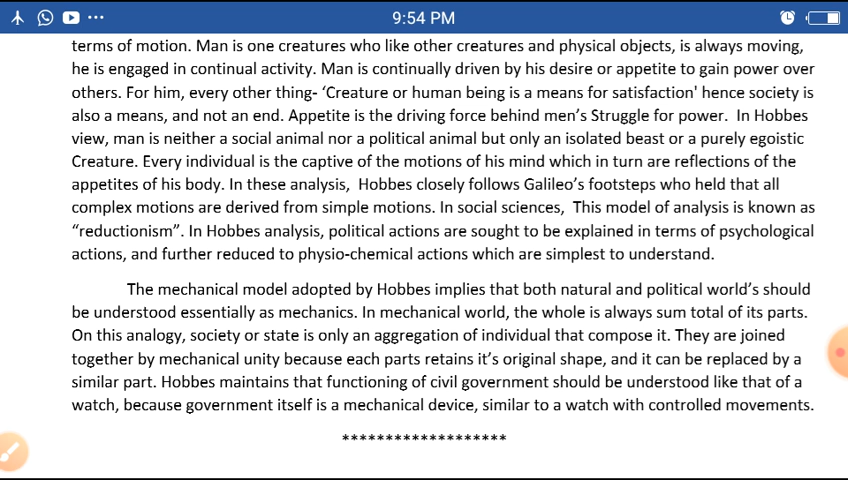 9:54 PM
terms of motion. Man is one creatures who like other creatures and physical objects, is always moving,
he is engaged in continual activity. Man is continually driven by his desire or appetite to gain power over
others. For him, every other thing- ‘Creature or human being is a means for satisfaction' hence society is
also a means, and not an end. Appetite is the driving force behind men’s Struggle for power. In Hobbes
view, man is neither a social animal nor a political animal but only an isolated beast or a purely egoistic
Creature. Every individual is the captive of the motions of his mind which in turn are reflections of the
appetites of his body. In these analysis, Hobbes closely follows Galileo’s footsteps who held that all
complex motions are derived from simple motions. In social sciences, This model of analysis is known as
“reductionism”. In Hobbes analysis, political actions are sought to be explained in terms of psychological
actions, and further reduced to physio-chemical actions which are simplest to understand.
The mechanical model adopted by Hobbes implies that both natural and political world’s should
be understood essentially as mechanics. In mechanical world, the whole is always sum total of its parts.
On this analogy, society or state is only an aggregation of individual that compose it. They are joined
together by mechanical unity because each parts retains it’s original shape, and it can be replaced by a
similar part. Hobbes maintains that functioning of civil government should be understood like that of a
watch, because government itself is a mechanical device, similar to a watch with controlled movements.
*******************